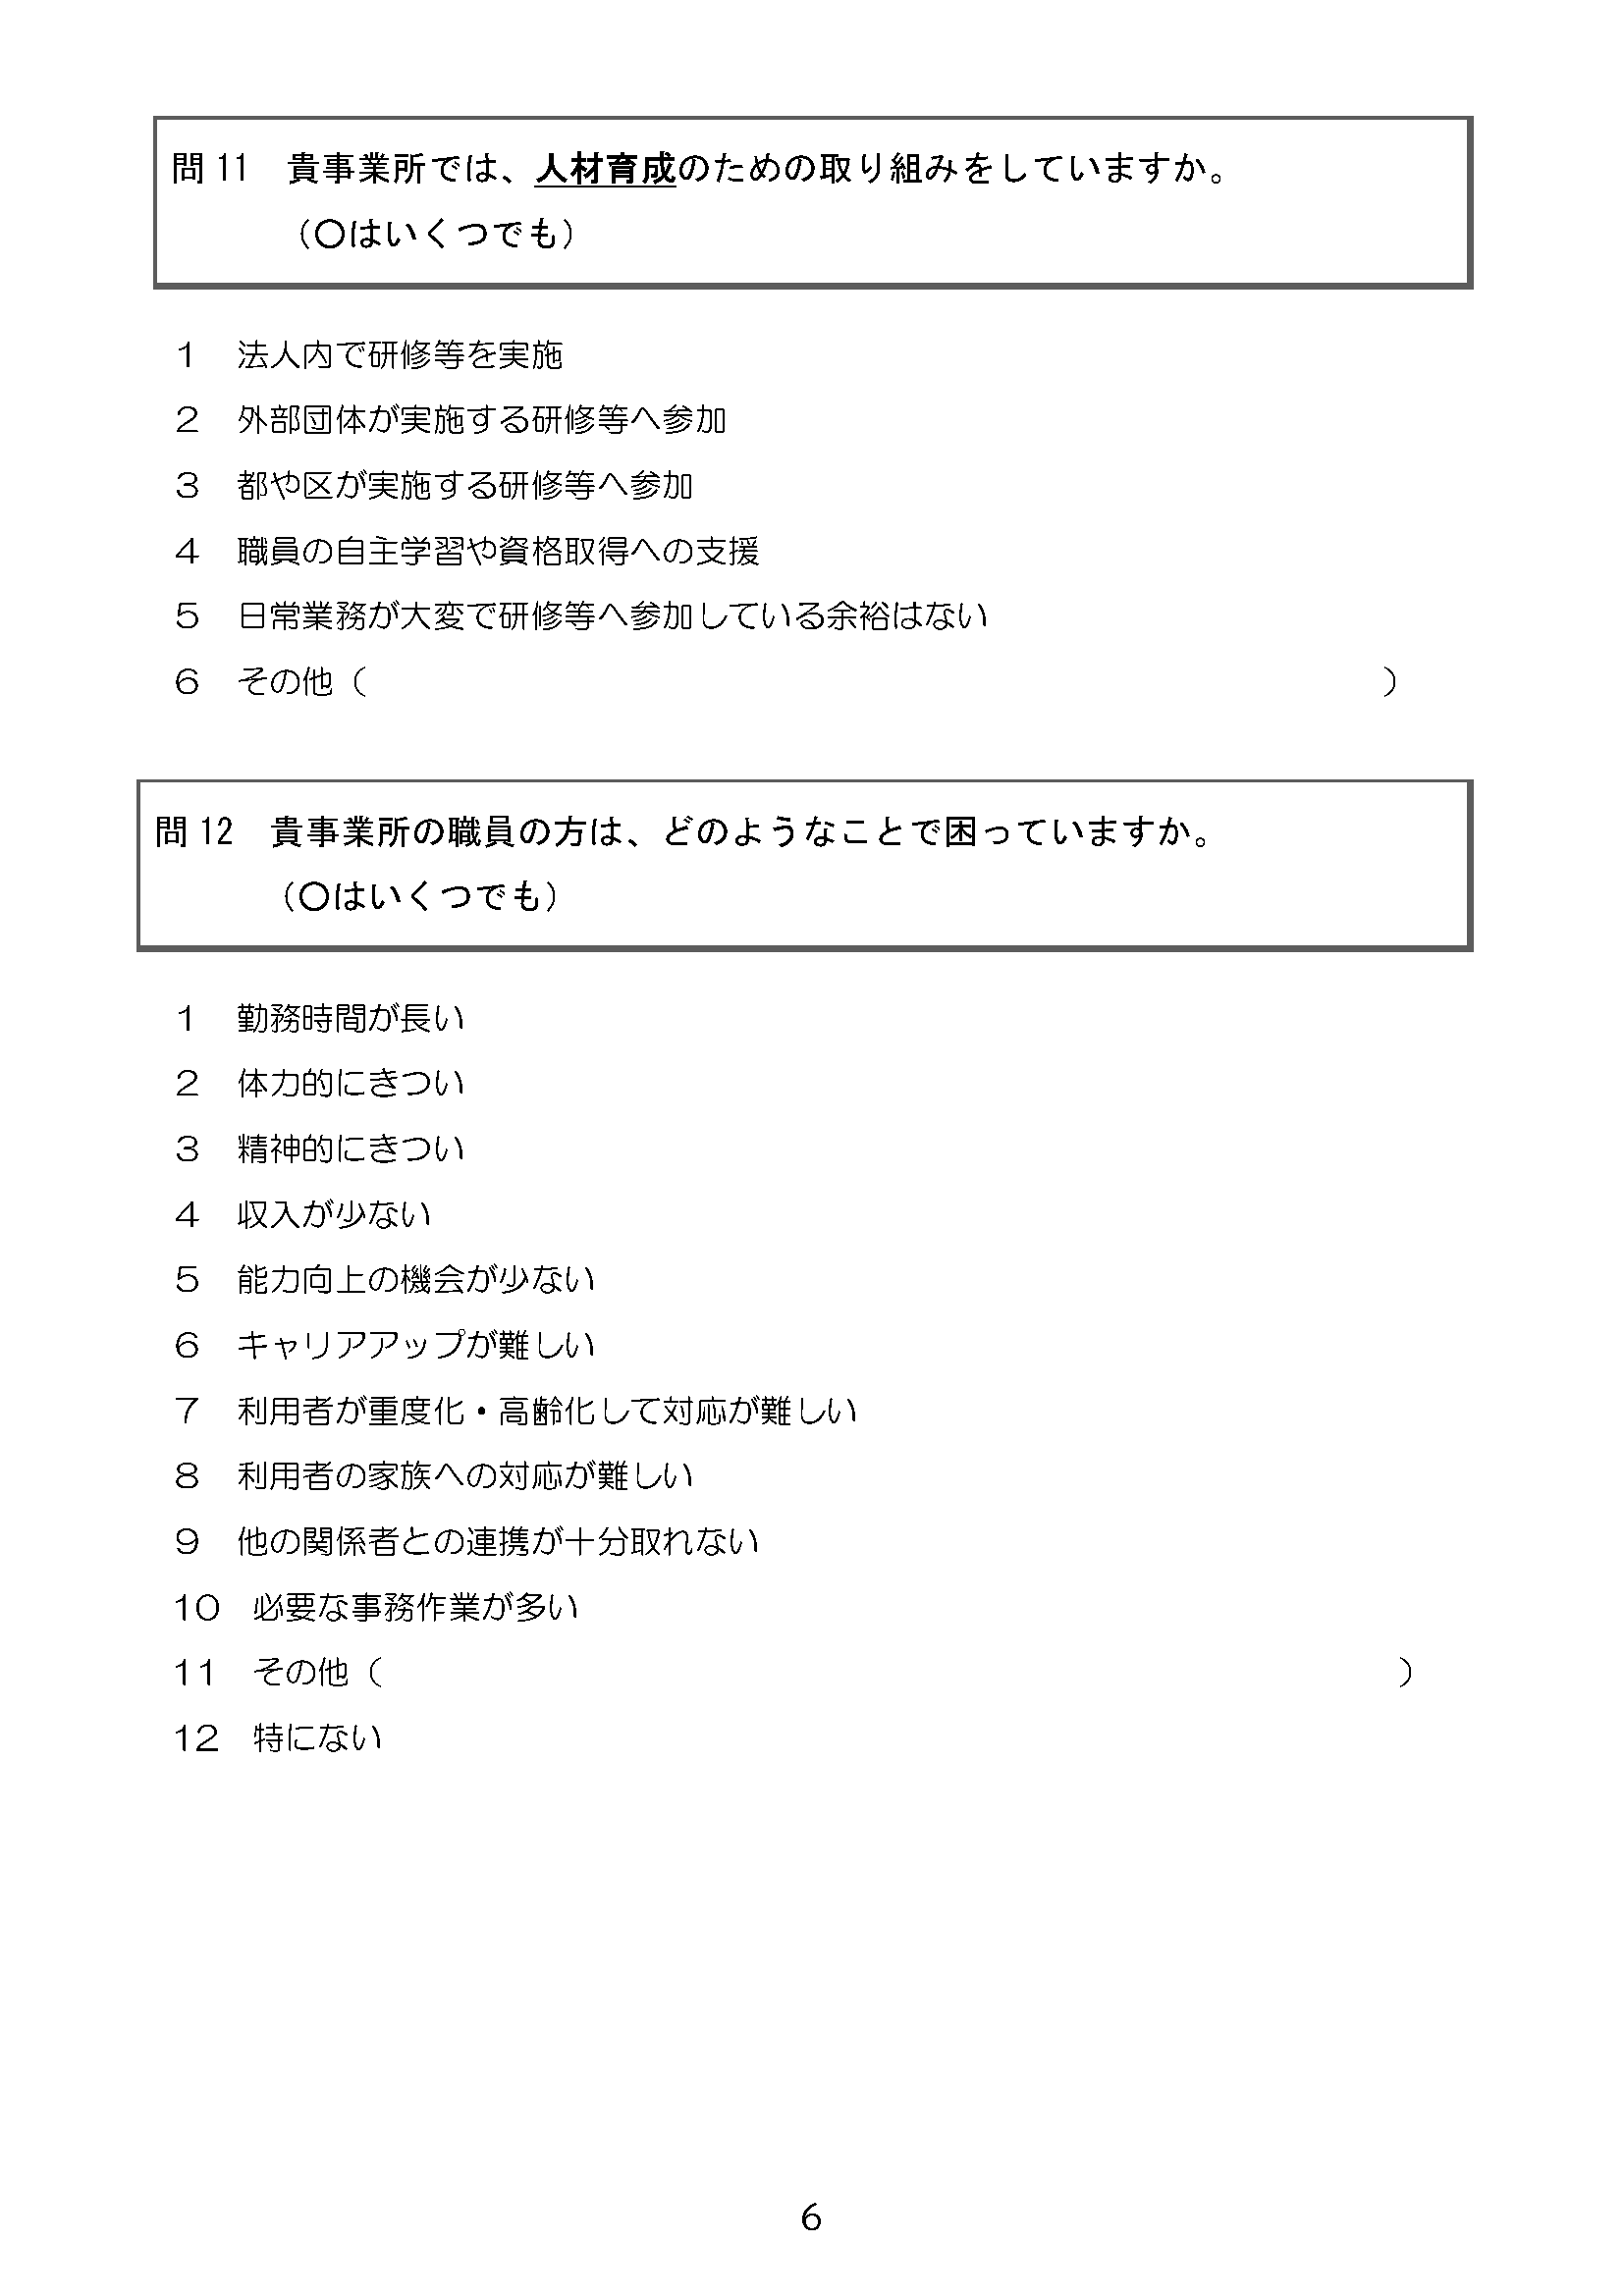 問 11　貴事業所では、人材育成のための取り組みをしていますか。
（〇はいくつでも）
１　法人内で研修等を実施
２　外部団体が実施する研修等へ参加
３　都や区が実施する研修等へ参加
４　職員の自主学習や資格取得への支援
５　日常業務が大変で研修等へ参加している余裕はない
６　その他（　　　　　　　　　　　　　　　　　　　　　　　　　　　　　　　）
問 12　貴事業所の職員の方は、どのようなことで困っていますか。
（〇はいくつでも）
１　勤務時間が長い
２　体力的にきつい
３　精神的にきつい
４　収入が少ない
５　能力向上の機会が少ない
６　キャリアアップが難しい
７　利用者が重度化・高齢化して対応が難しい
８　利用者の家族への対応が難しい
９　他の関係者との連携が十分取れない
10　必要な事務作業が多い
11　その他（　　　　　　　　　　　　　　　　　　　　　　　　　　　　　　　）
12　特にない
6